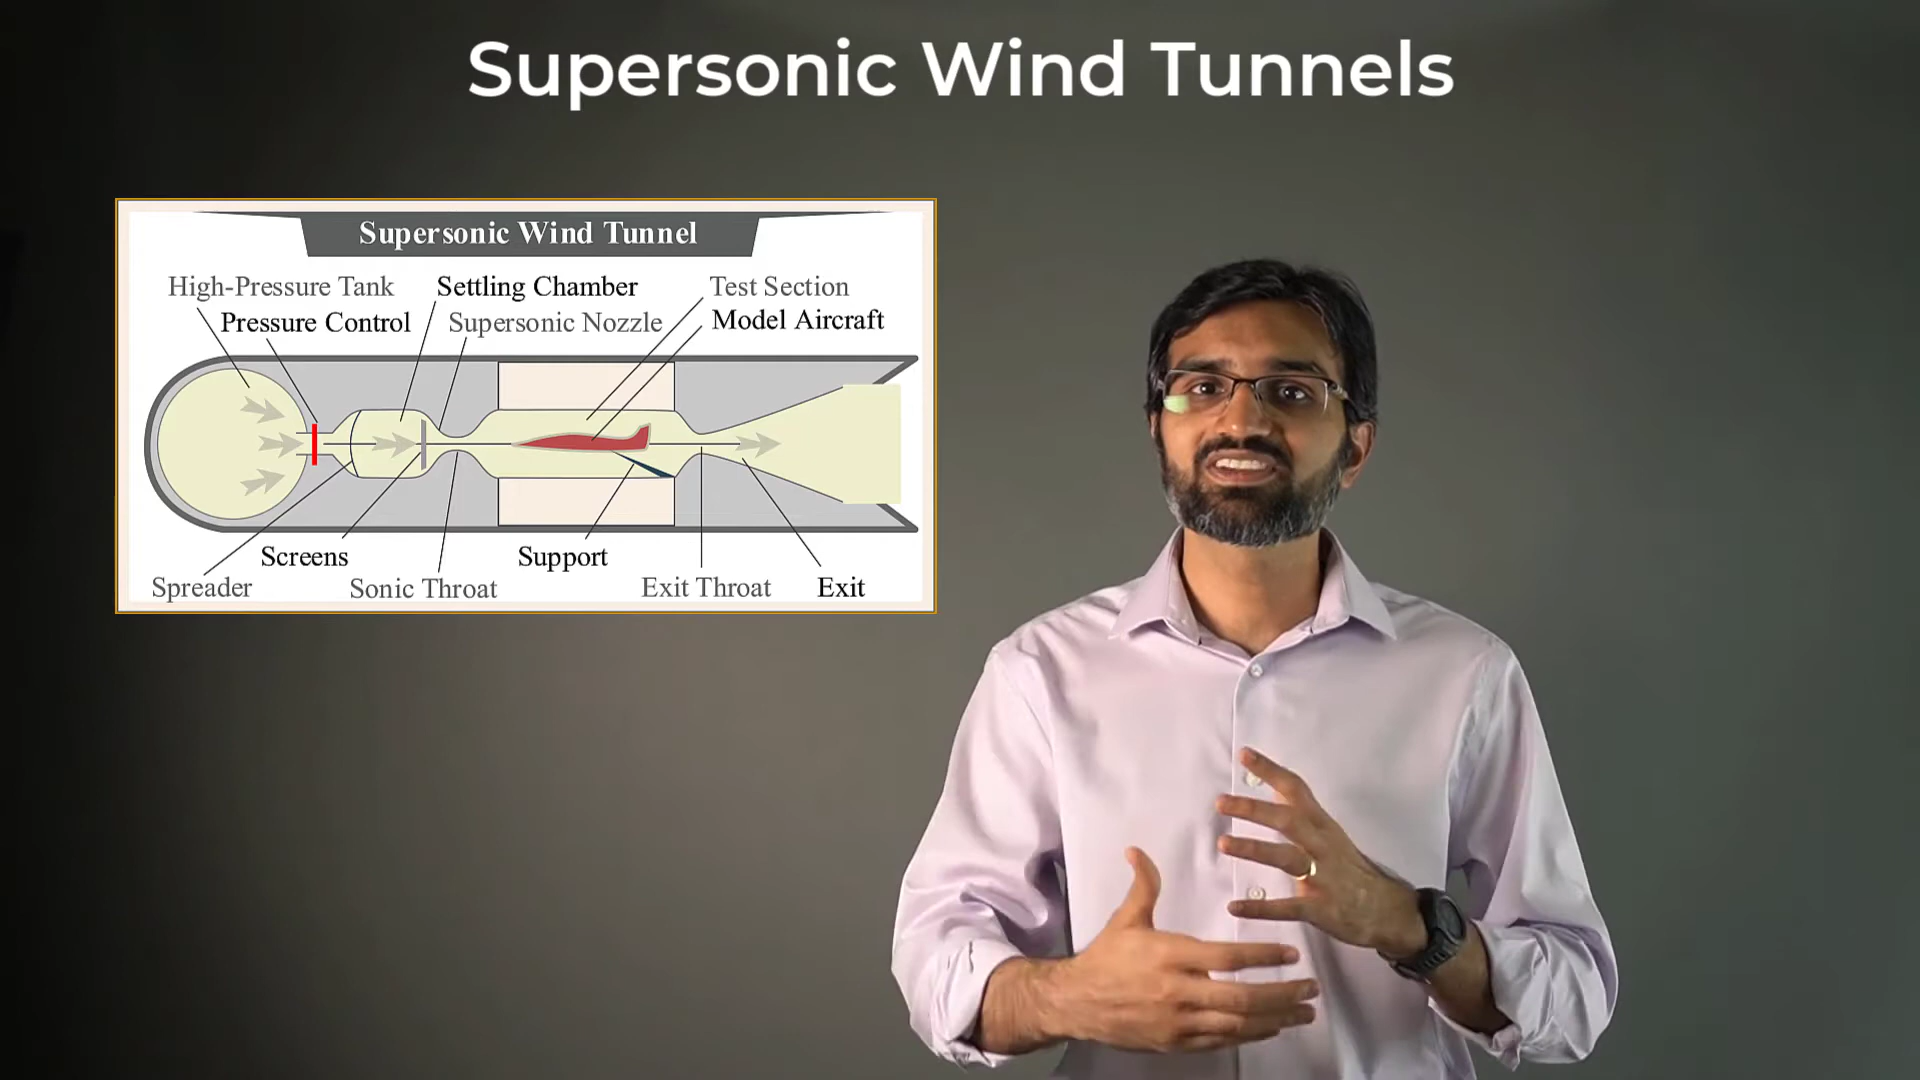 Supersonic Wind Tunnels
Supersonic Wind Tunnel
High-Pressure Tank
Settling Chamber
Test Section
Pressure Control
Supersonic Nozzle
Model Aircraft
Screens
Support
Spreader
Sonic Throat
Exit Throat
Exit